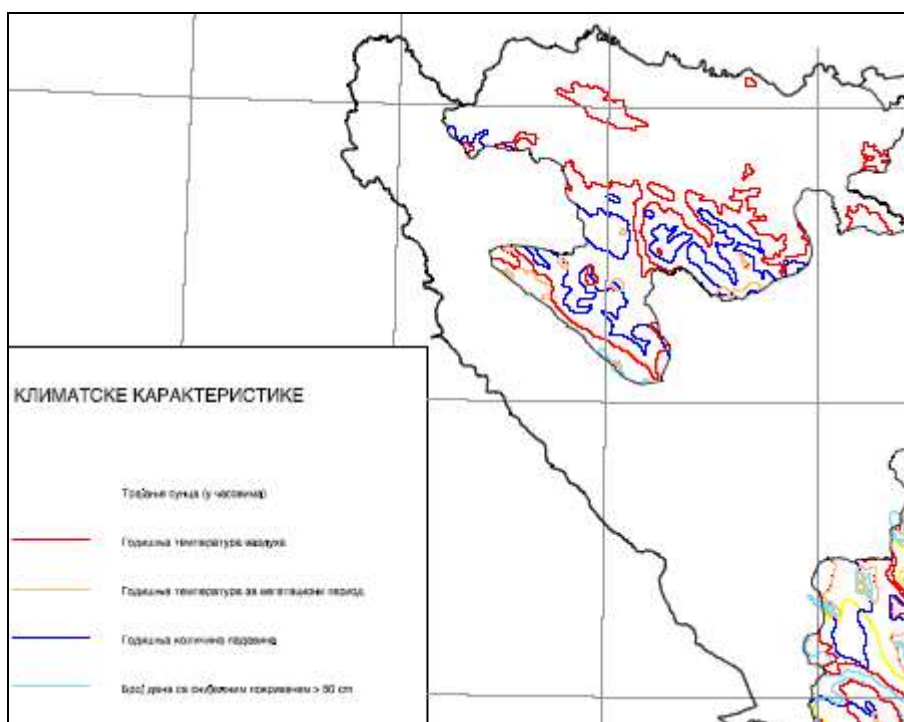 КЛИМАТСКЕ КАРАКТЕРИСТИКЕ
Трајање сунца (у часовима)
Годишња температура ваздуха
Годишња температура за вегетациони период
Годишња количина падавина
Број дана са сњежним покривачем > 50 cm